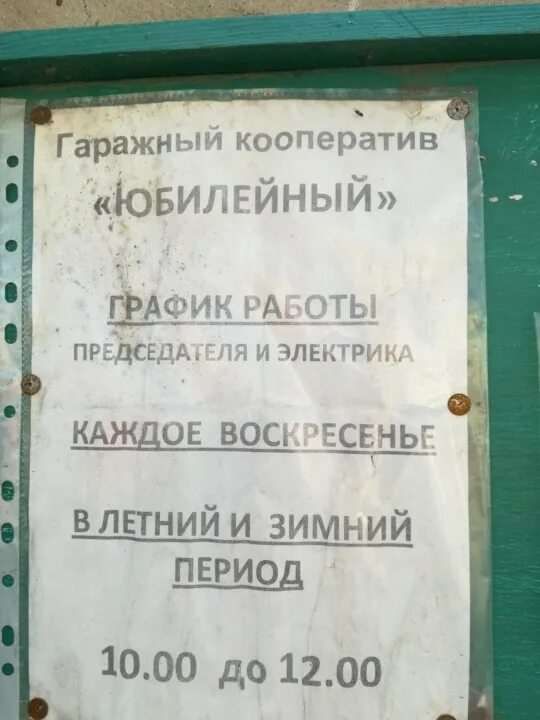 Гаражный кооператив
«ЮБИЛЕЙНЫЙ»
ГРАФИК РАБОТЫ
ПРЕДСЕДАТЕЛЯ И ЭЛЕКТРИКА
КАЖДОЕ ВОСКРЕСЕНЬЕ
В ЛЕТНИЙ И ЗИМНИЙ
ПЕРИОД
10.00 до 12.00